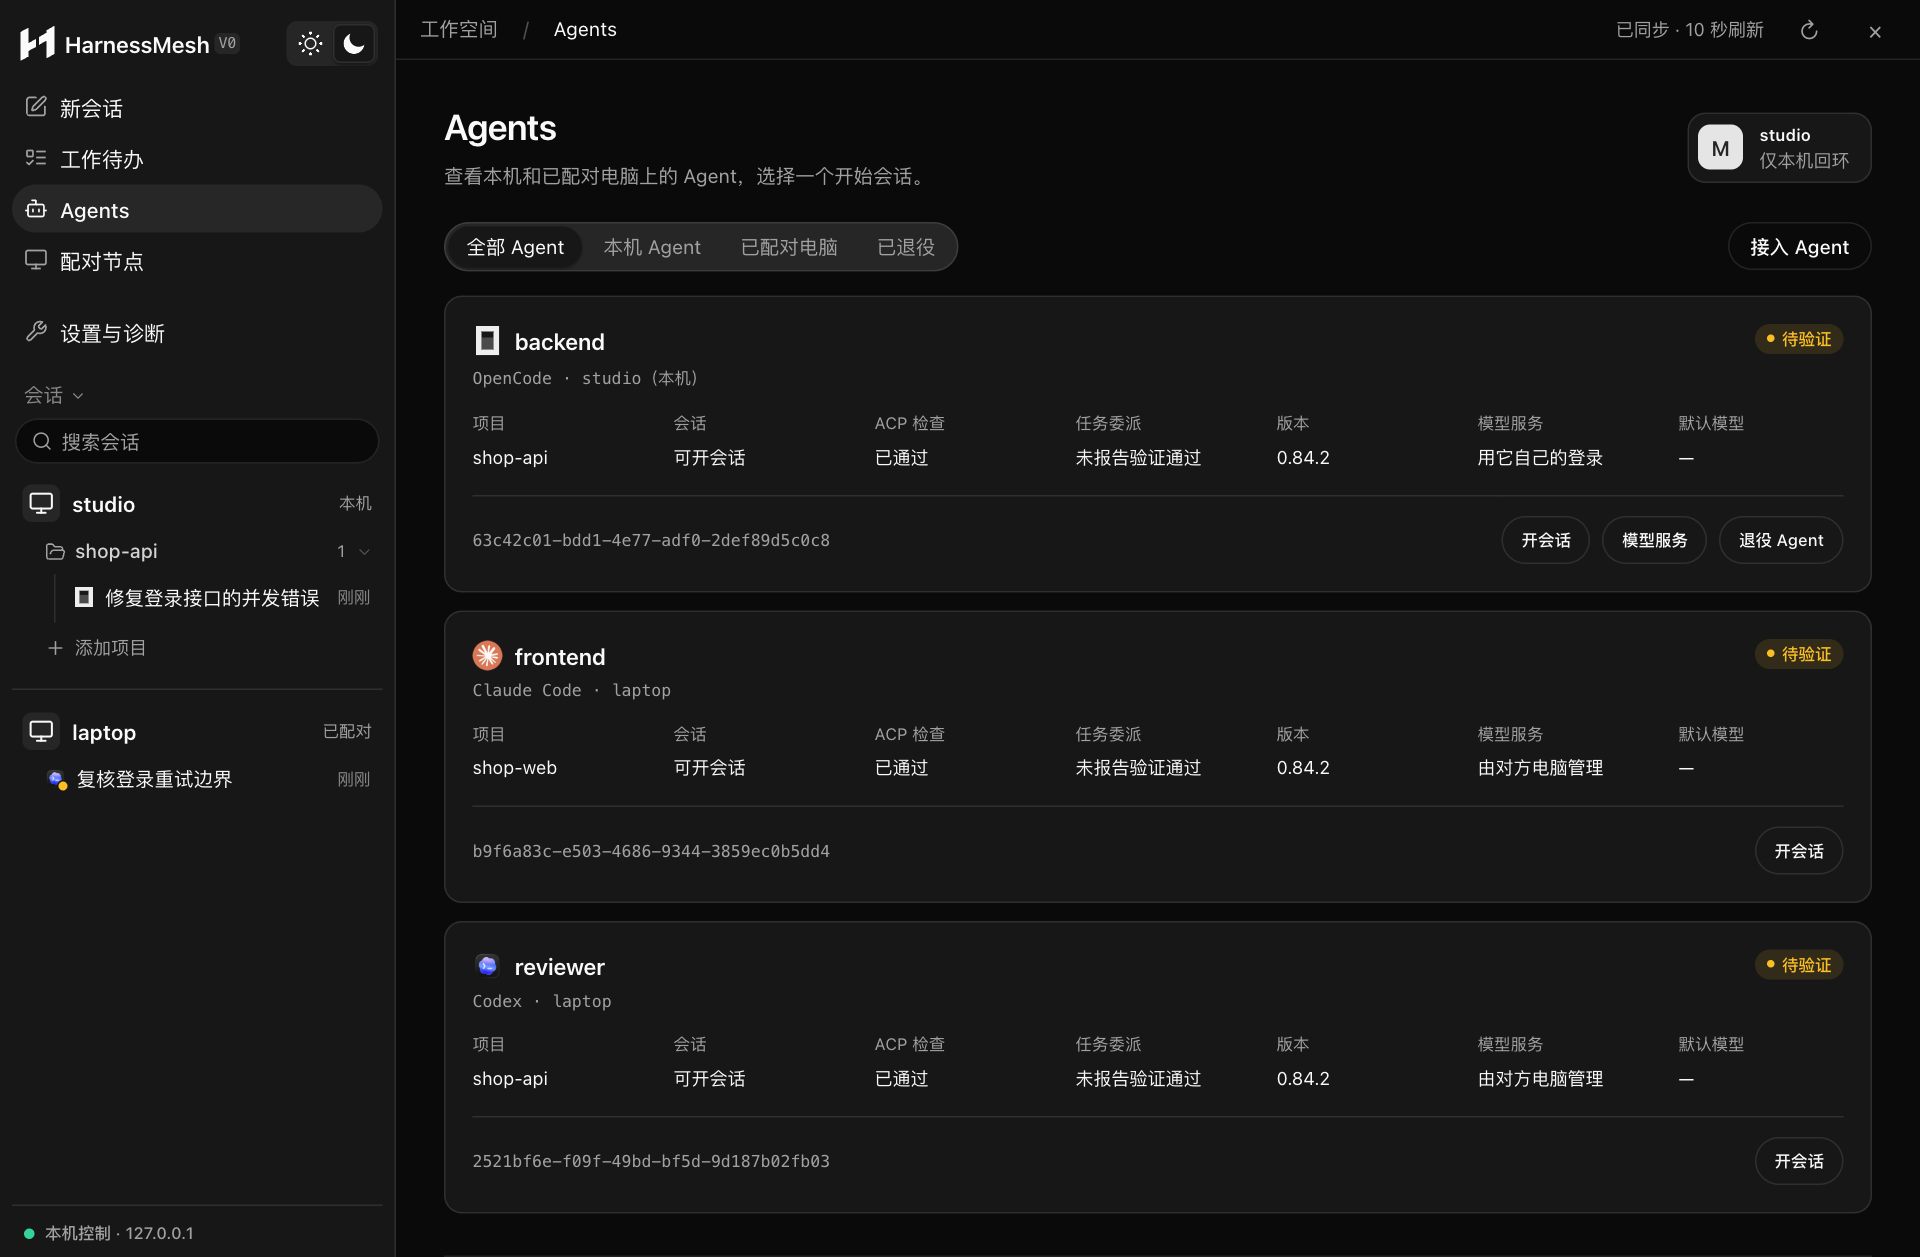 HarnessMesh V0
新会话
工作待办
Agents
配对节点
设置与诊断
会话
搜索会话
studio 本机
shop-api 1
修复登录接口的并发错误 刚刚
添加项目
laptop 已配对
复核登录重试边界 刚刚
本机控制 · 127.0.0.1
工作空间 / Agents
已同步 · 10 秒刷新
Agents
查看本机和已配对电脑上的 Agent，选择一个开始会话。
M
studio
仅本机回环
全部 Agent 本机 Agent 已配对电脑 已退役
接入 Agent
backend 待验证
OpenCode · studio (本机)
项目 会话 ACP 检查 任务委派 版本 模型服务 默认模型
shop-api 可开会话 已通过 未报告验证通过 0.84.2 用它自己的登录 —
63c42c01-bdd1-4e77-adf0-2def89d5c0c8 开会话 模型服务 退役 Agent
frontend 待验证
Claude Code · laptop
项目 会话 ACP 检查 任务委派 版本 模型服务 默认模型
shop-web 可开会话 已通过 未报告验证通过 0.84.2 由对方电脑管理 —
b9f6a83c-e503-4686-9344-3859ec0b5dd4 开会话
reviewer 待验证
Codex · laptop
项目 会话 ACP 检查 任务委派 版本 模型服务 默认模型
shop-api 可开会话 已通过 未报告验证通过 0.84.2 由对方电脑管理 —
2521bf6e-f09f-49bd-bf5d-9d187b02fb03 开会话